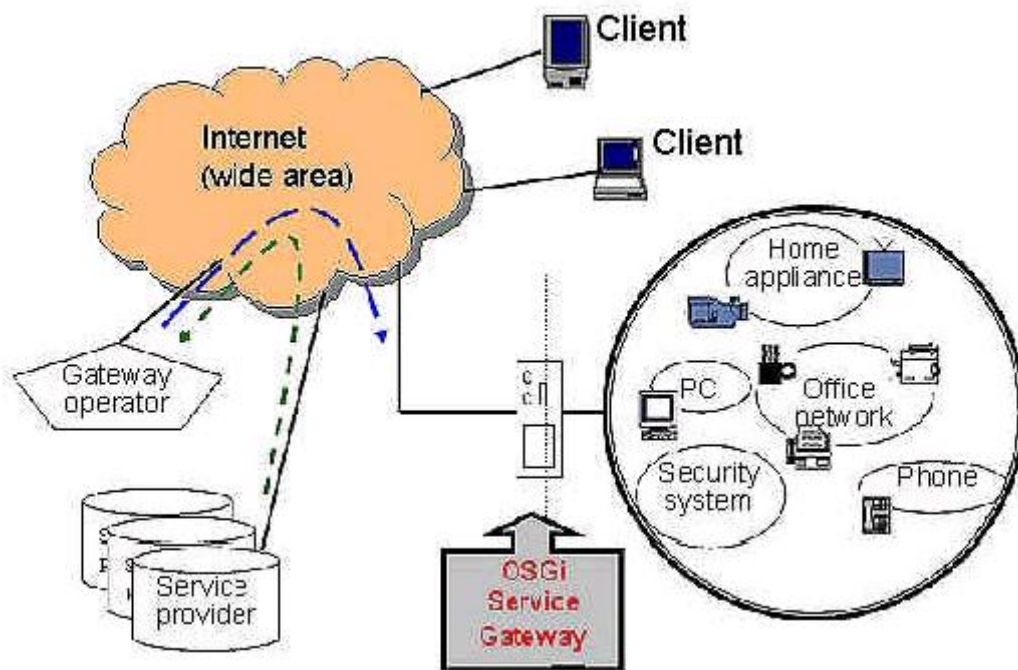 Client
Internet
(wide area)
Client
Home
appliance
PC
Office
network
Gateway
operator
Security
system
Phone
Service
provider
OSGi
Service
Gateway